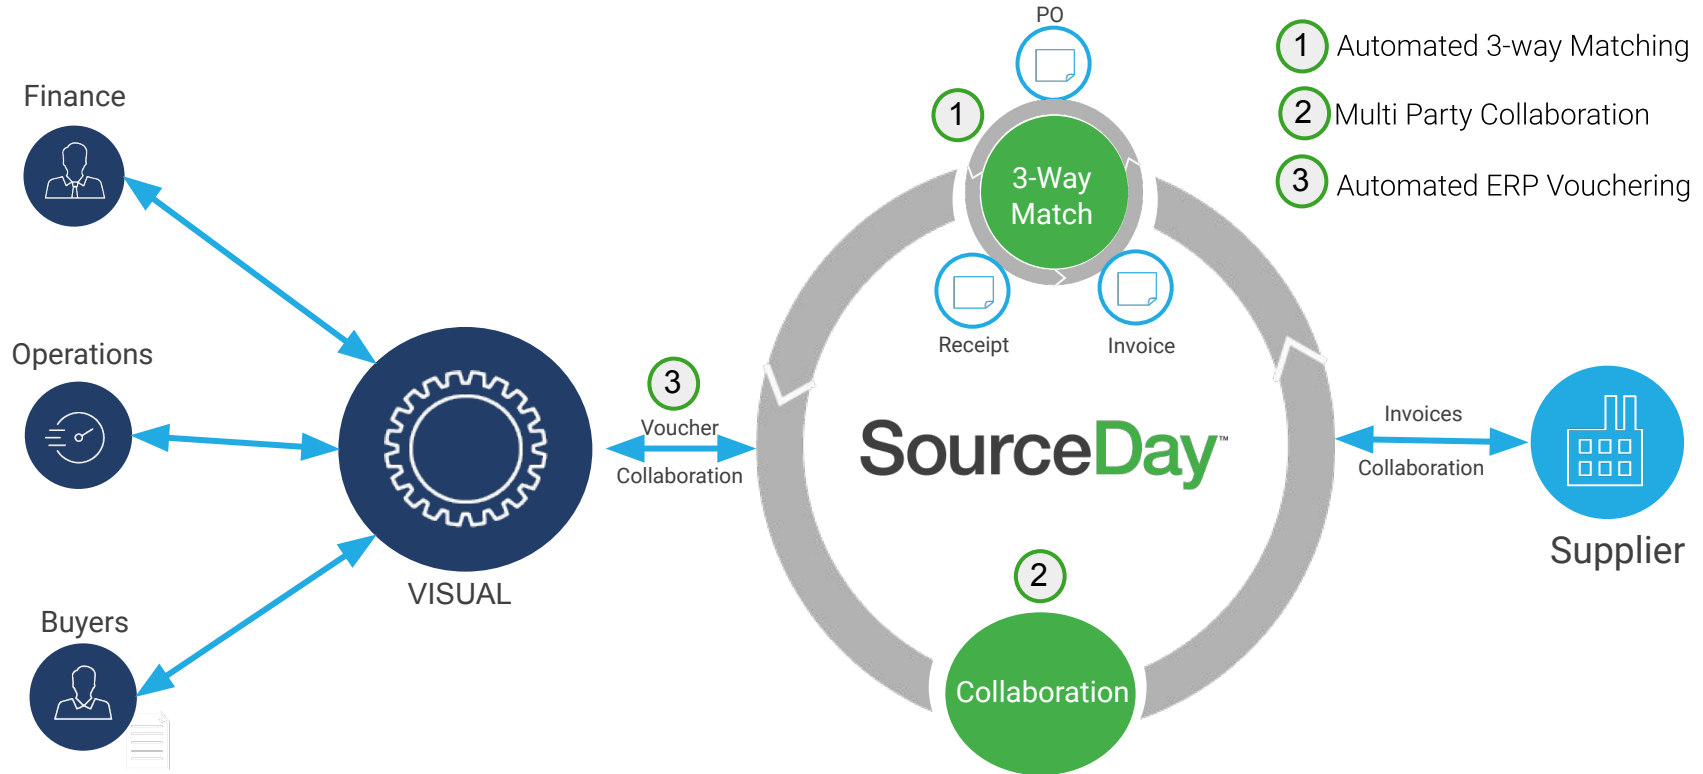 PO
1
1 Automated 3-way Matching
2 Multi Party Collaboration
3 Automated ERP Vouchering
Finance
3-Way
Match
Receipt
Invoice
Operations
3
Voucher
Collaboration
SourceDay™
Invoices
Collaboration
Supplier
VISUAL
2
Buyers
Collaboration